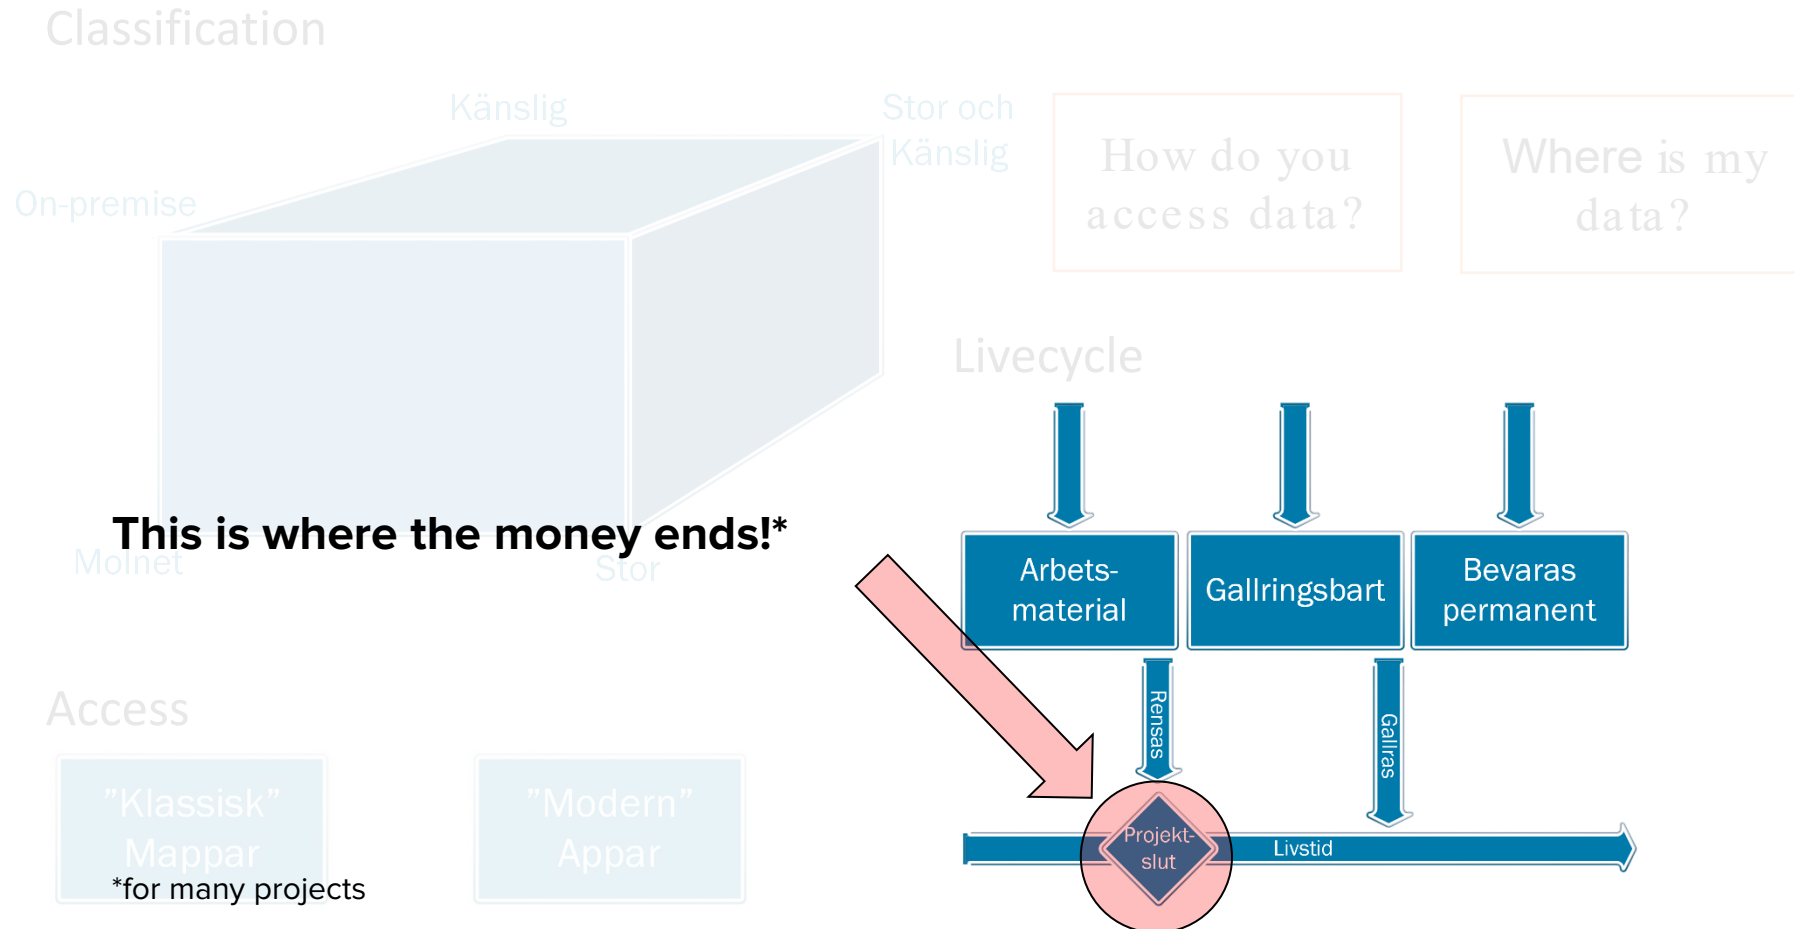 Classification
Känslig
Stor och
Känslig
On-premise
How do you
access data?
Where is my
data?
Livecycle
This is where the money ends!*
Molnet
Stor
Arbets-
material
Gallringsbart
Bevaras
permanent
Rensas
Gallras
Access
"Klassisk"
Mappar
"Modern"
Appar
*for many projects
Projekt-
slut
Livstid